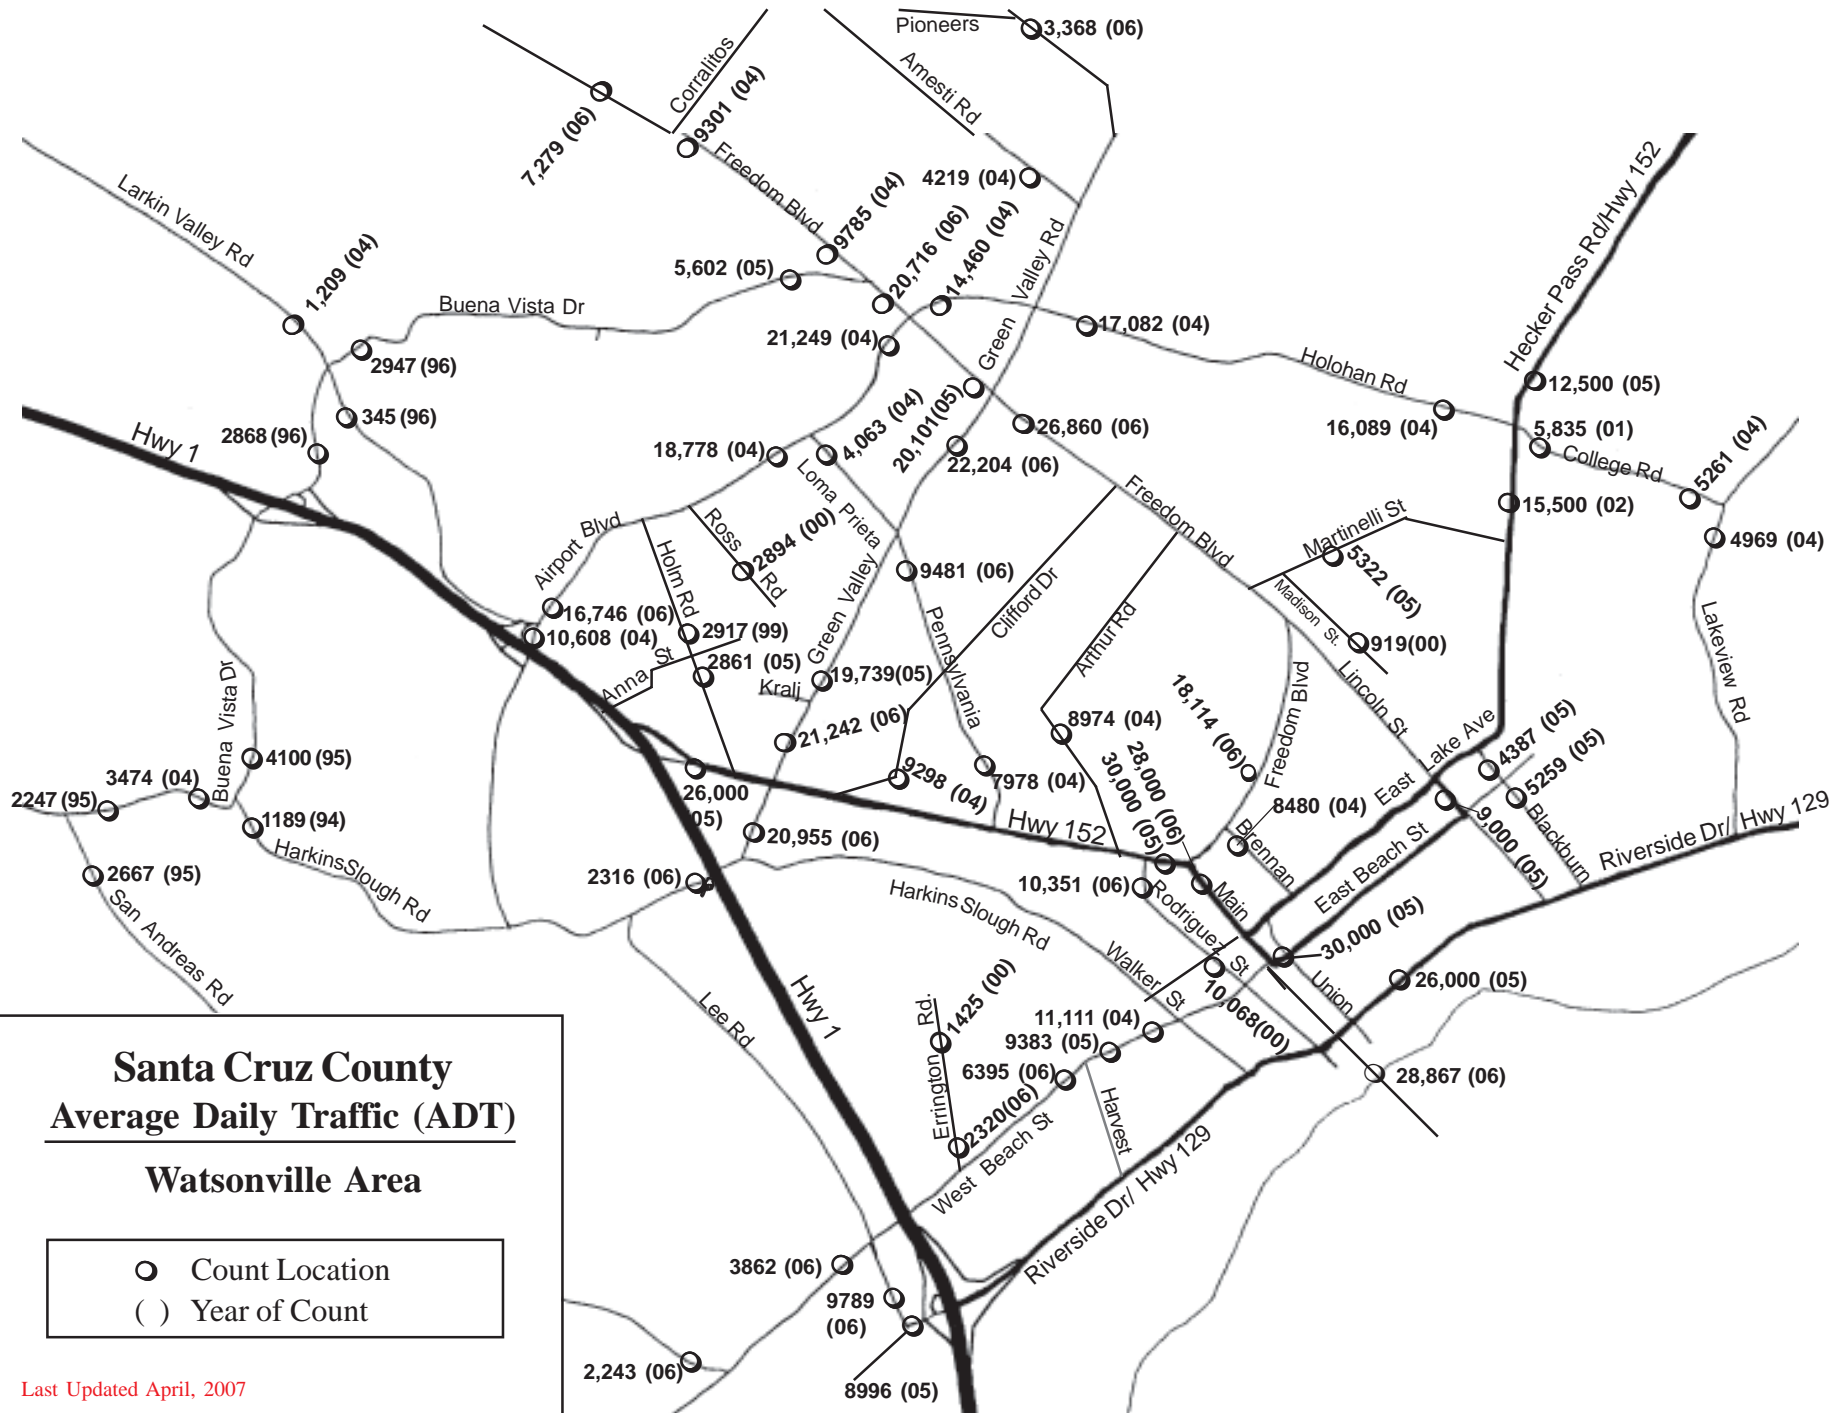 Pioneers
3,368 (06)
Corralitos
9301 (04)
Amesti Rd
7,279 (06)
Freedom Blvd
4219 (04)
Hecker Pass Rd/Hwy 152
Larkin Valley Rd
9785 (04)
20,716 (06)
14,460 (04)
Green Valley Rd
1,209 (04)
5,602 (05)
Buena Vista Dr
21,249 (04)
17,082 (04)
2947 (96)
Holohan Rd
12,500 (05)
345 (96)
20,101(05)
26,860 (06)
16,089 (04)
5,835 (01)
Hwy 1
2868 (96)
18,778 (04)
4,063 (04)
22,204 (06)
College Rd
5261 (04)
Loma Prieta
Freedom Blvd
15,500 (02)
Martinelli St
4969 (04)
Airport Blvd
Ross Rd
2894 (00)
Holm Rd
9481 (06)
5322 (05)
Madison St.
Clifford Dr
Arthur Rd
16,746 (06)
10,608 (04)
2917 (99)
Green Valley
Pennsylvania
919(00)
Lakeview Rd
Anna St
2861 (05)
Kralj
19,739(05)
Lincoln St
Buena Vista Dr
18,114 (06)
Freedom Blvd
21,242 (06)
8974 (04)
4387 (05)
5259 (05)
4100 (95)
3474 (04)
2247 (95)
26,000
(05)
9298 (04)
7978 (04)
28,000 (06)
30,000 (05)
East Lake Ave
8480 (04)
Brennan
9,000 (05)
Blackburn
Riverside Dr/ Hwy 129
1189 (94)
HarkinsSlough Rd
20,955 (06)
Hwy 152
2667 (95)
2316 (06)
10,351 (06)
Main
East Beach St
San Andreas Rd
Harkins Slough Rd
Rodriguez St
30,000 (05)
Walker St
Union
26,000 (05)
Hwy 1
Lee Rd
1425 (00)
Errington Rd.
11,111 (04)
10,068(00)
9383 (05)
6395 (06)
28,867 (06)
2320(06)
Harvest
West Beach St
Riverside Dr/ Hwy 129
3862 (06)
9789
(06)
2,243 (06)
8996 (05)
Santa Cruz County
Average Daily Traffic (ADT)
Watsonville Area
Count Location
( ) Year of Count
Last Updated April, 2007